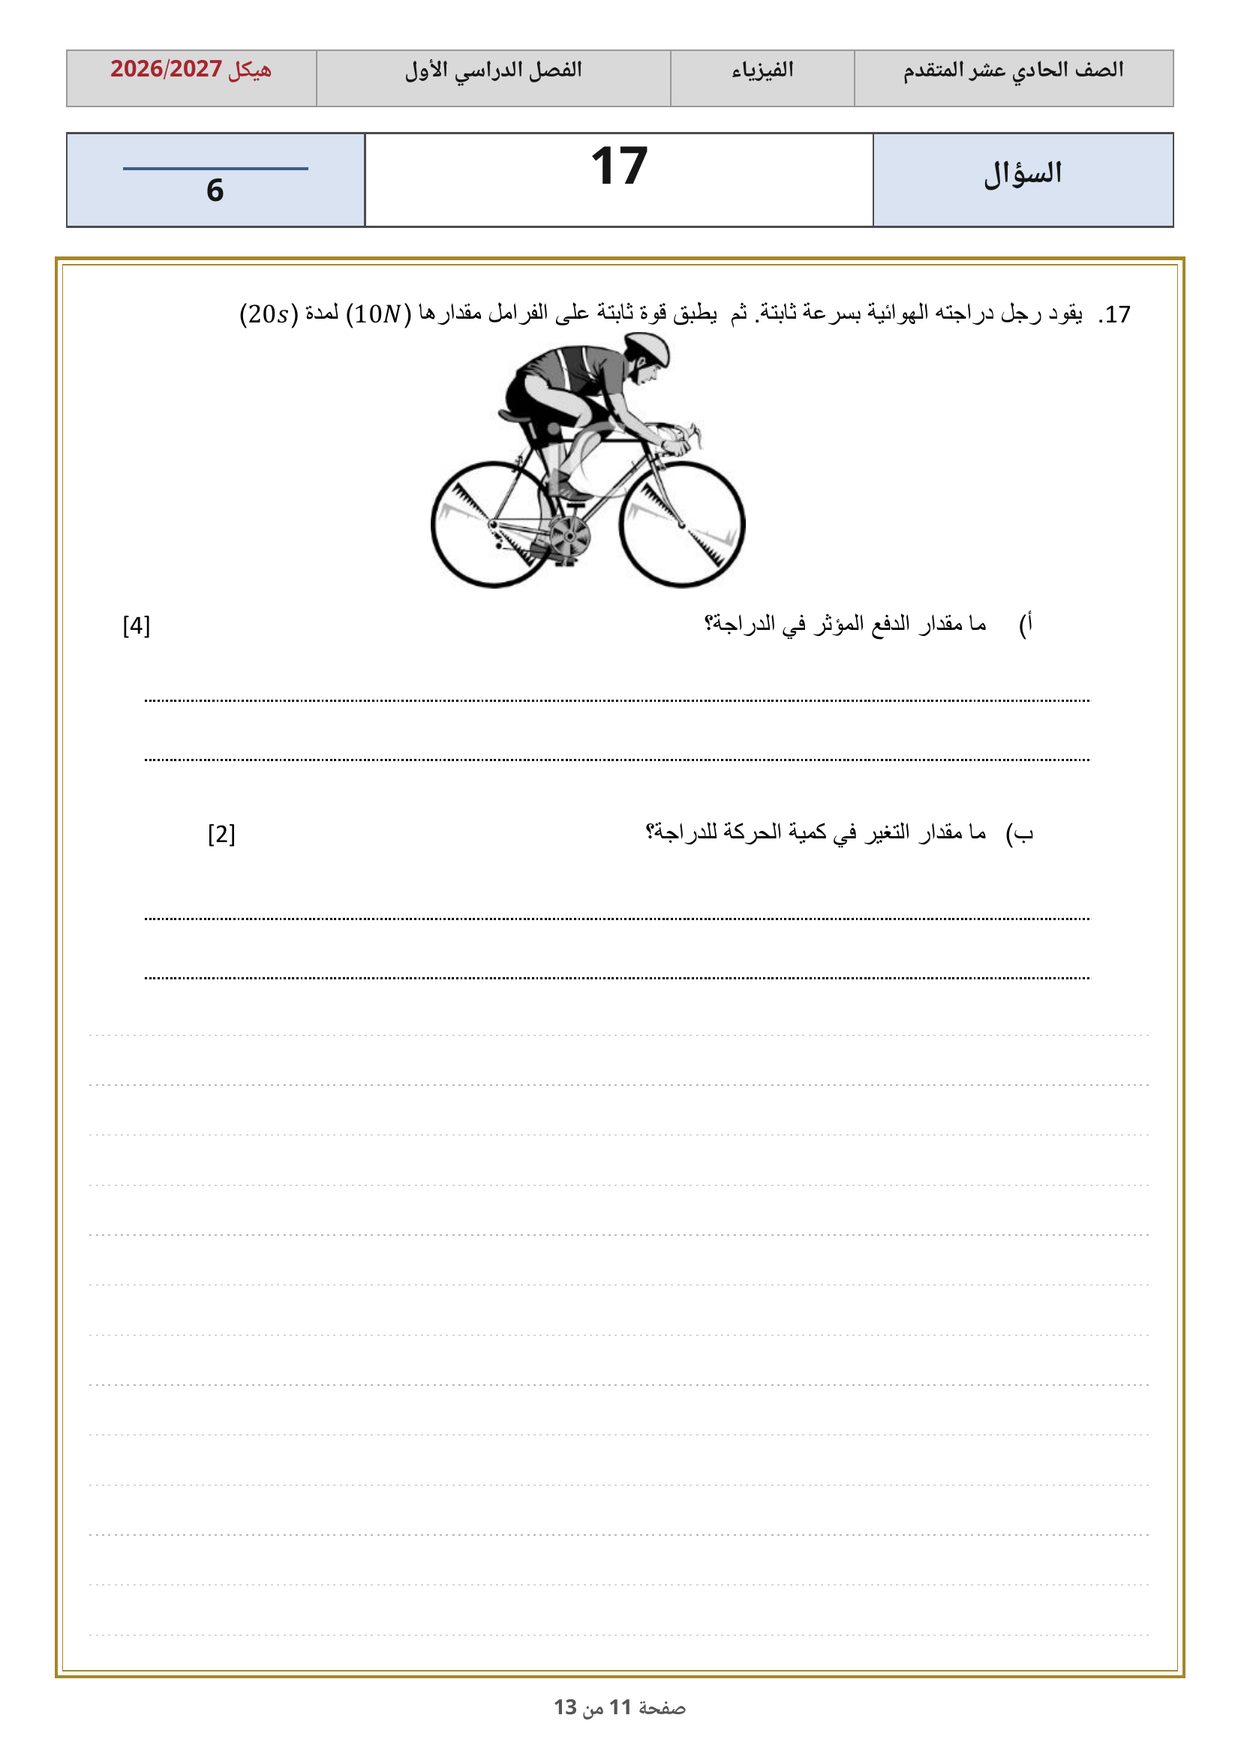 الصف الحادي عشر المتقدم الفيزياء الفصل الدراسي الأول هيكل 2026/2027
السؤال 17 6
17. يقود رجل دراجته الهوائية بسرعة ثابتة. ثم يطبق قوة ثابتة على الفرامل مقدارها (10N) لمدة (20s)
أ) ما مقدار الدفع المؤثر في الدراجة؟ [4]
ب) ما مقدار التغير في كمية الحركة للدراجة؟ [2]
صفحة 11 من 13